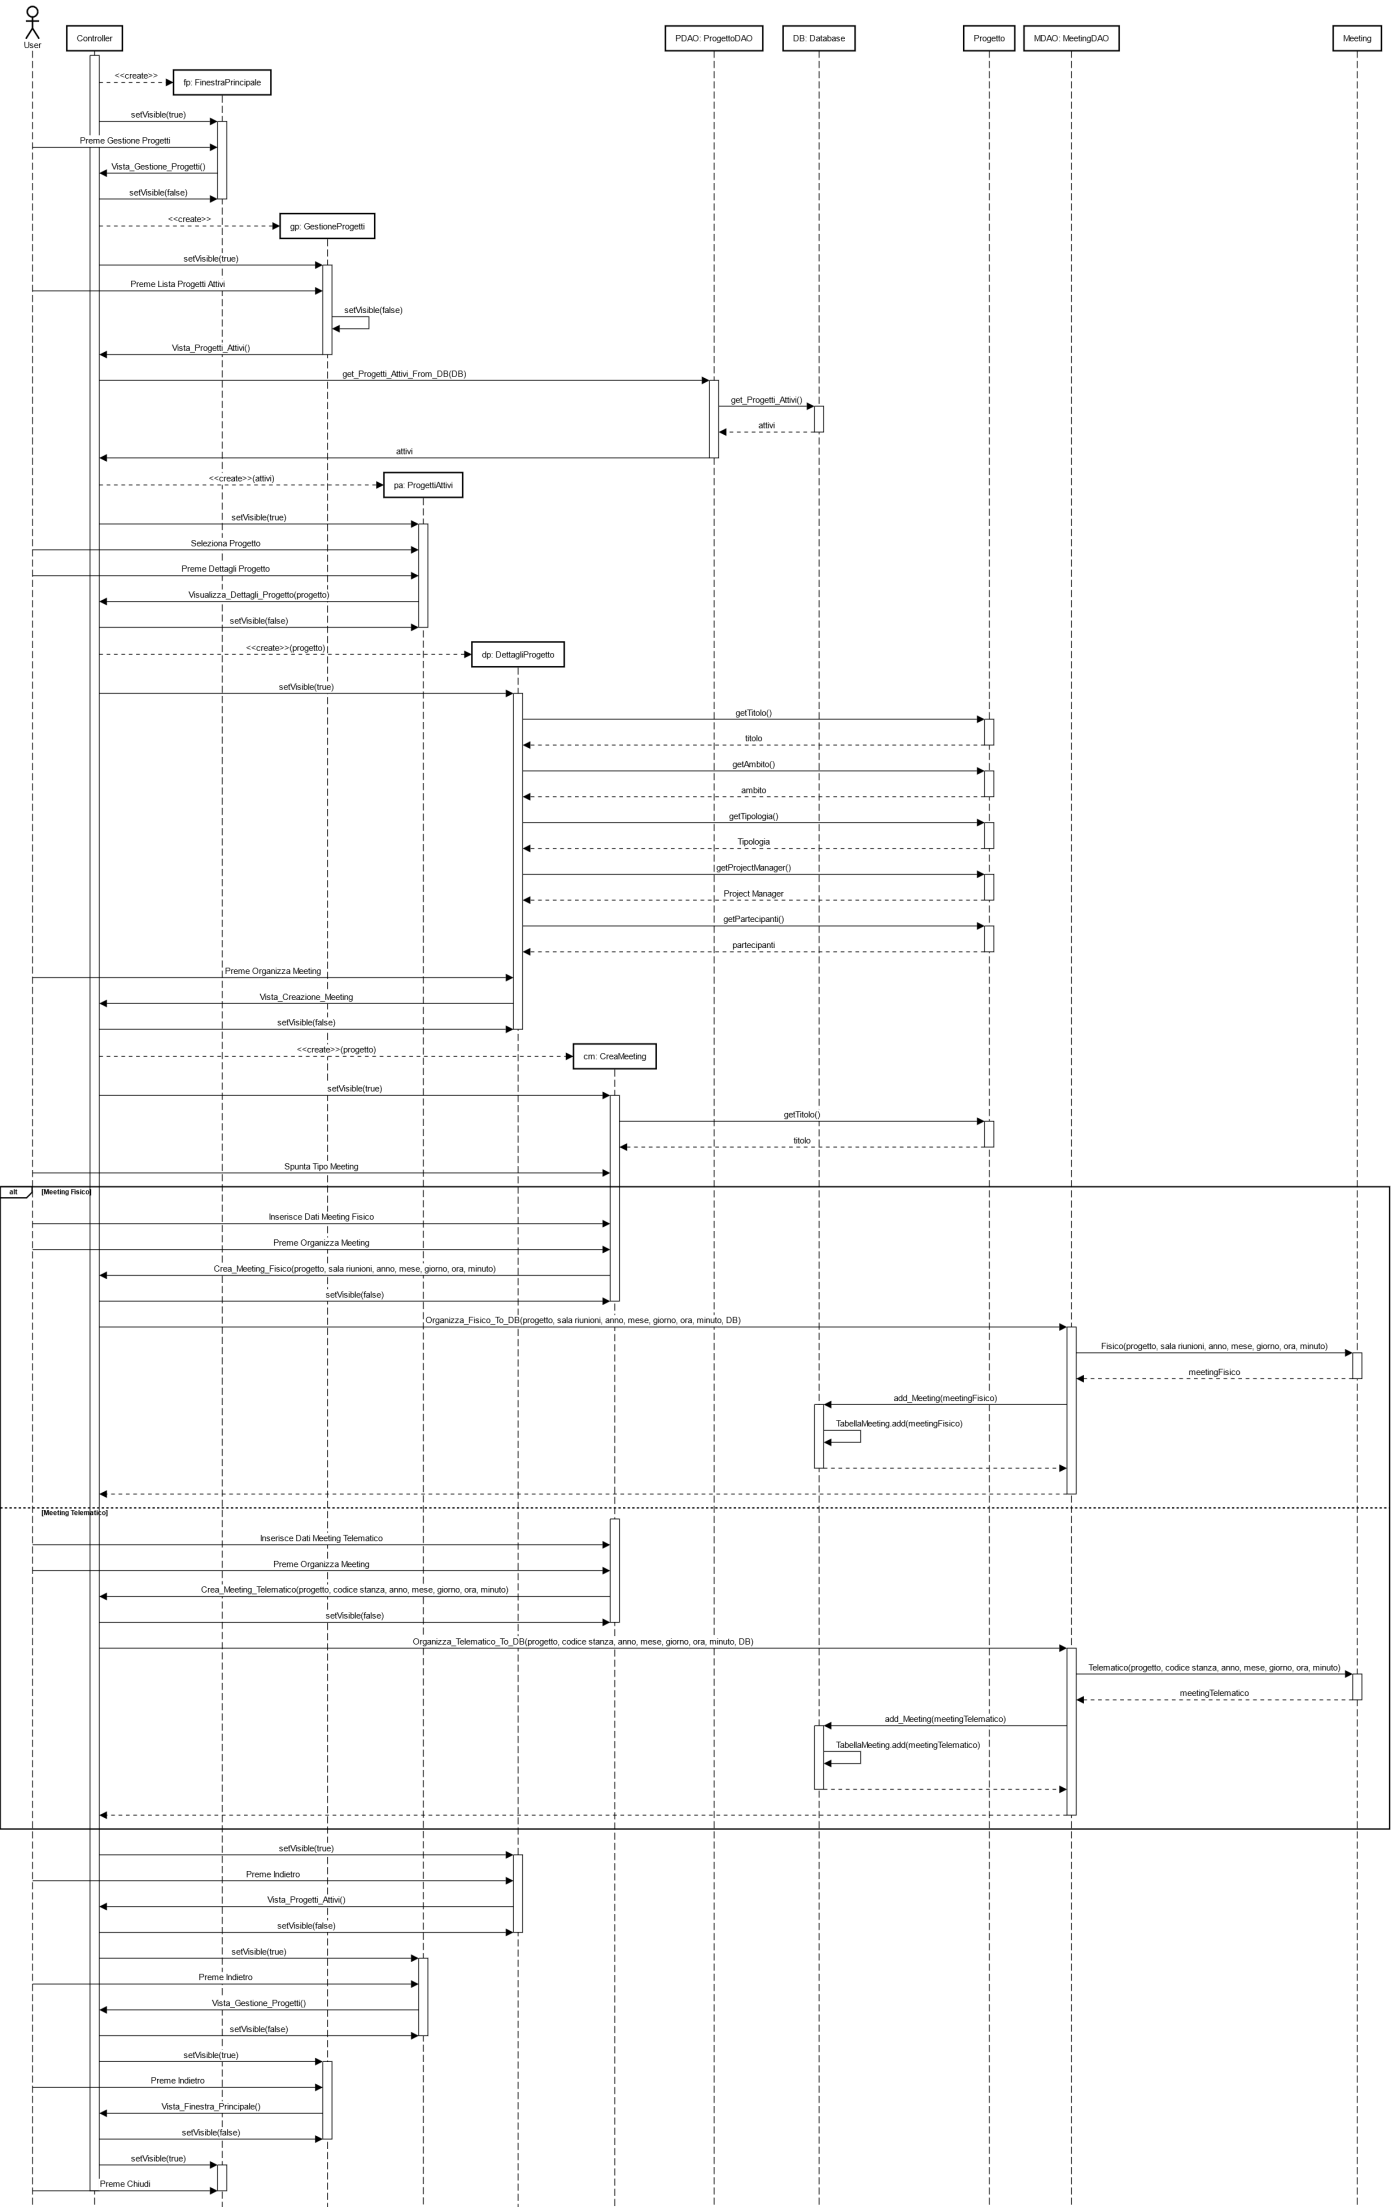 User
Controller
PDAO: ProgettoDAO
DB: Database
Progetto
MDAO: MeetingDAO
Meeting
<<create>>
fp: FinestraPrincipale
setVisible(true)
Preme Gestione Progetti
Vista_Gestione_Progetti()
setVisible(false)
<<create>>
gp: GestioneProgetti
setVisible(true)
Preme Lista Progetti Attivi
setVisible(false)
Vista_Progetti_Attivi()
get_Progetti_Attivi_From_DB(DB)
get_Progetti_Attivi()
attivi
attivi
<<create>>(attivi)
pa: ProgettiAttivi
setVisible(true)
Seleziona Progetto
Preme Dettagli Progetto
Visualizza_Dettagli_Progetto(progetto)
setVisible(false)
<<create>>(progetto)
dp: DettagliProgetto
setVisible(true)
getTitolo()
titolo
getAmbito()
ambito
getTipologia()
Tipologia
getProjectManager()
Project Manager
getPartecipanti()
partecipanti
Preme Organizza Meeting
Vista_Creazione_Meeting
setVisible(false)
<<create>>(progetto)
cm: CreaMeeting
setVisible(true)
getTitolo()
titolo
Spunta Tipo Meeting
alt
[Meeting Fisico]
Inserisce Dati Meeting Fisico
Preme Organizza Meeting
Crea_Meeting_Fisico(progetto, sala riunioni, anno, mese, giorno, ora, minuto)
setVisible(false)
Organizza_Fisico_To_DB(progetto, sala riunioni, anno, mese, giorno, ora, minuto, DB)
Fisico(progetto, sala riunioni, anno, mese, giorno, ora, minuto)
meetingFisico
add_Meeting(meetingFisico)
TabellaMeeting.add(meetingFisico)
[Meeting Telematico]
Inserisce Dati Meeting Telematico
Preme Organizza Meeting
Crea_Meeting_Telematico(progetto, codice stanza, anno, mese, giorno, ora, minuto)
setVisible(false)
Organizza_Telematico_To_DB(progetto, codice stanza, anno, mese, giorno, ora, minuto, DB)
Telematico(progetto, codice stanza, anno, mese, giorno, ora, minuto)
meetingTelematico
add_Meeting(meetingTelematico)
TabellaMeeting.add(meetingTelematico)
setVisible(true)
Preme Indietro
Vista_Progetti_Attivi()
setVisible(false)
setVisible(true)
Preme Indietro
Vista_Gestione_Progetti()
setVisible(false)
setVisible(true)
Preme Indietro
Vista_Finestra_Principale()
setVisible(false)
setVisible(true)
Preme Chiudi